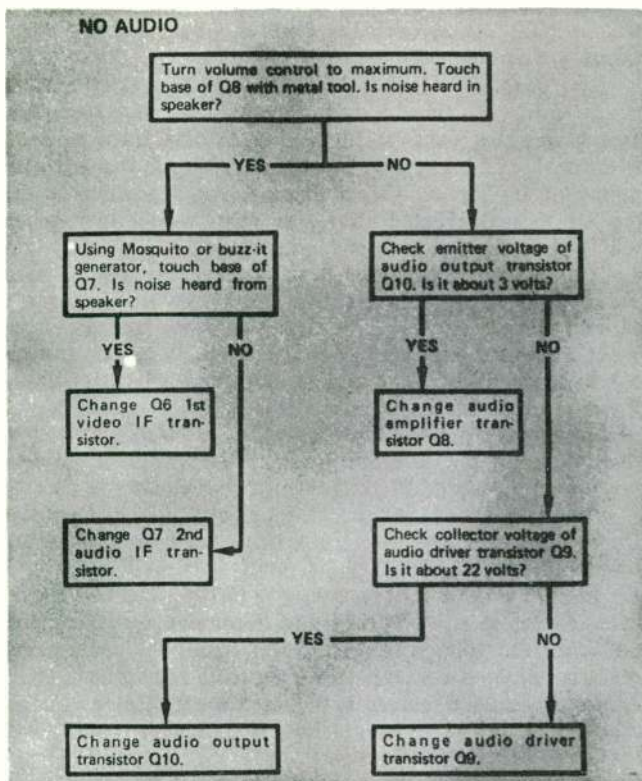 NO AUDIO
Turn volume control to maximum. Touch
base of Q8 with metal tool. Is noise heard in
speaker?
YES
NO
Using Mosquito or buzz-it
generator, touch base of
Q7. Is noise heard from
speaker?
Check emitter voltage of
audio output transistor
Q10. Is it about 3 volts?
YES
NO
YES
NO
Change Q6 1st
video IF tran-
sistor.
Change audio
amplifier tran-
sistor Q8.
Change Q7 2nd
audio IF tran-
sistor.
Check collector voltage of
audio driver transistor Q9.
Is it about 22 volts?
YES
NO
Change audio output
transistor Q10.
Change audio driver
transistor Q9.